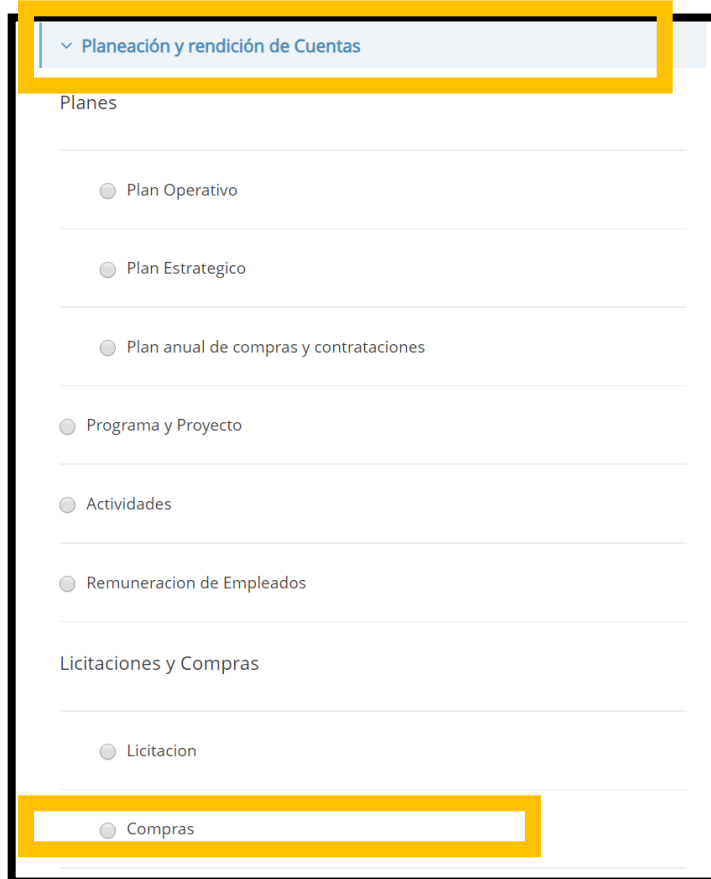 Planeación y rendición de Cuentas
Planes
Plan Operativo
Plan Estrategico
Plan anual de compras y contrataciones
Programa y Proyecto
Actividades
Remuneracion de Empleados
Licitaciones y Compras
Licitacion
Compras